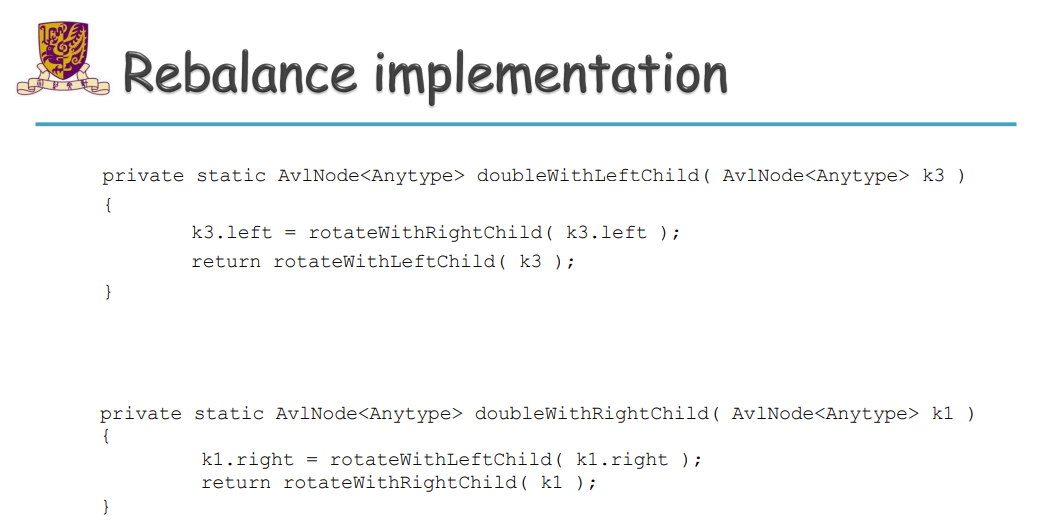 Rebalance implementation
private static AvlNode<Anytype> doubleWithLeftChild( AvlNode<Anytype> k3 )
{
k3.left = rotateWithRightChild( k3.left );
return rotateWithLeftChild( k3 );
}
private static AvlNode<Anytype> doubleWithRightChild( AvlNode<Anytype> k1 )
{
k1.right = rotateWithLeftChild( k1.right );
return rotateWithRightChild( k1 );
}